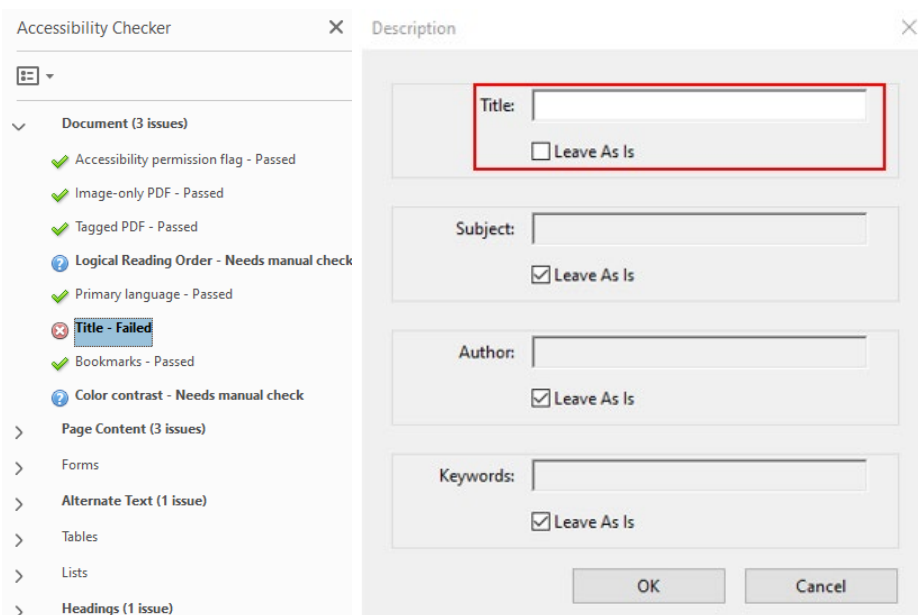 Accessibility Checker
Document (3 issues)
Accessibility permission flag - Passed
Image-only PDF - Passed
Tagged PDF - Passed
Logical Reading Order - Needs manual check
Primary language - Passed
Title - Failed
Bookmarks - Passed
Color contrast - Needs manual check
Page Content (3 issues)
Forms
Alternate Text (1 issue)
Tables
Lists
Headings (1 issue)
Description
Title:
Leave As Is
Subject:
Leave As Is
Author:
Leave As Is
Keywords:
Leave As Is
OK
Cancel